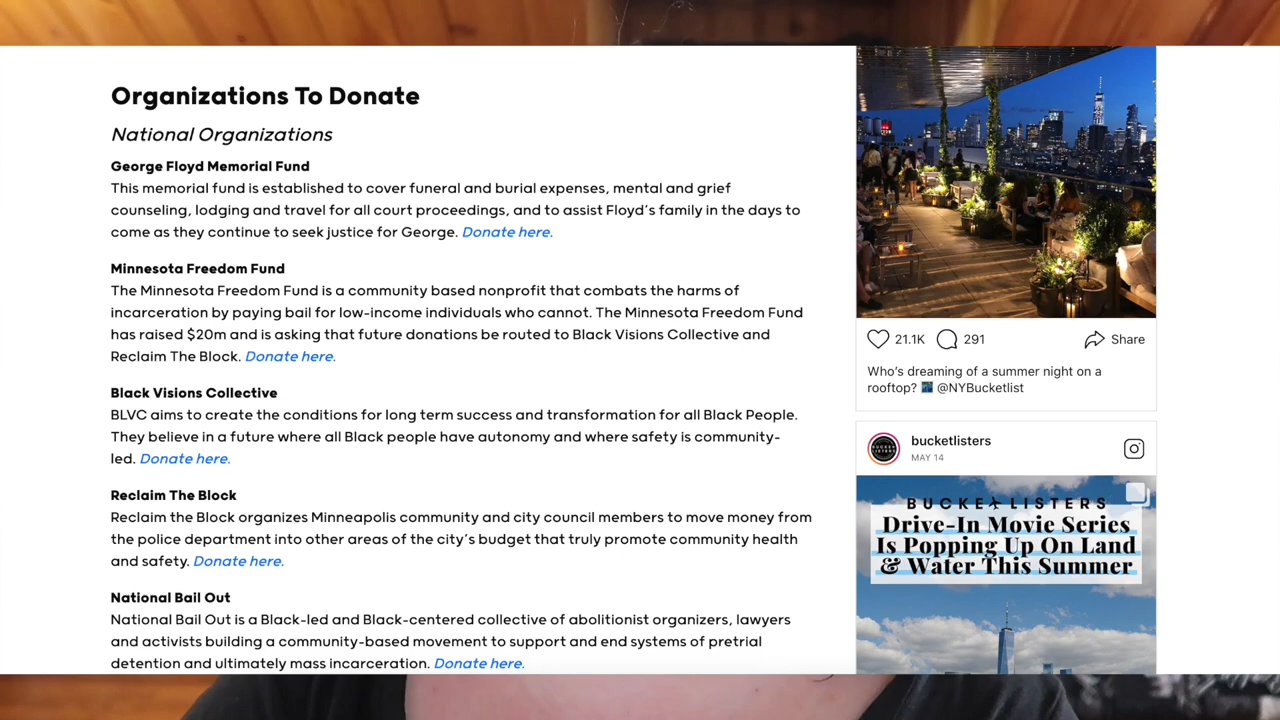 Organizations To Donate
National Organizations
George Floyd Memorial Fund
This memorial fund is established to cover funeral and burial expenses, mental and grief
counseling, lodging and travel for all court proceedings, and to assist Floyd's family in the days to
come as they continue to seek justice for George. Donate here.
Minnesota Freedom Fund
The Minnesota Freedom Fund is a community based nonprofit that combats the harms of
incarceration by paying bail for low-income individuals who cannot. The Minnesota Freedom Fund
has raised $20m and is asking that future donations be routed to Black Visions Collective and
Reclaim The Block. Donate here.
Black Visions Collective
BLVC aims to create the conditions for long term success and transformation for all Black People.
They believe in a future where all Black people have autonomy and where safety is community-
led. Donate here.
Reclaim The Block
Reclaim the Block organizes Minneapolis community and city council members to move money from
the police department into other areas of the city's budget that truly promote community health
and safety. Donate here.
National Bail Out
National Bail Out is a Black-led and Black-centered collective of abolitionist organizers, lawyers
and activists building a community-based movement to support and end systems of pretrial
detention and ultimately mass incarceration. Donate here.
21.1K 291 Share
Who's dreaming of a summer night on a
rooftop? @NYBucketlist
BUCKET LISTERS
bucketlisters
MAY 14
BUCKETLISTERS
Drive-In Movie Series
Is Popping Up On Land
& Water This Summer